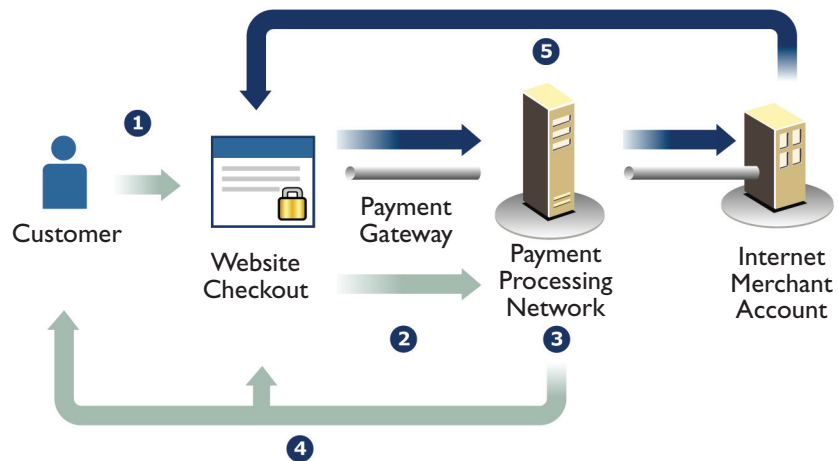 5
1
Customer
Website
Checkout
Payment
Gateway
Payment
Processing
Network
Internet
Merchant
Account
2
3
4